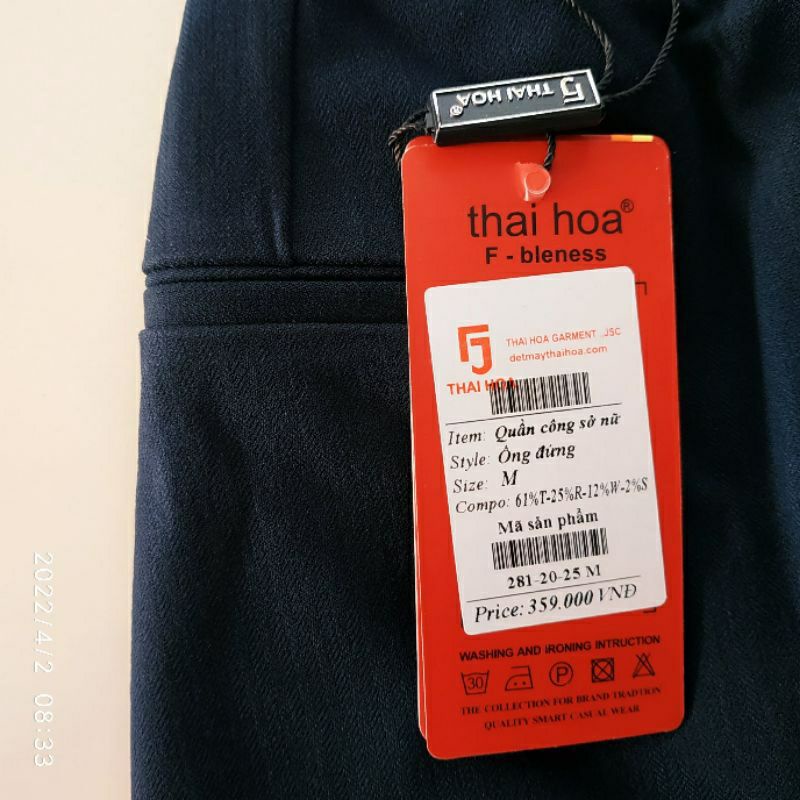 THAI HOA®
thai hoa®
F - bleness
THAI HOA GARMENT .,JSC
detmaythaihoa.com
THAI HOA
Item: Quần công sở nữ
Style: Ống đứng
Size: M
Compo: 61%T-25%R-12%W-2%S
Mã sản phẩm
281-20-25 M
Price: 359.000 VNĐ
WASHING AND IRONING INTRUCTION
30
P
THE COLLECTION FOR BRAND TRADTION
QUALITY SMART CASUAL WEAR
2022/4/2 08:33